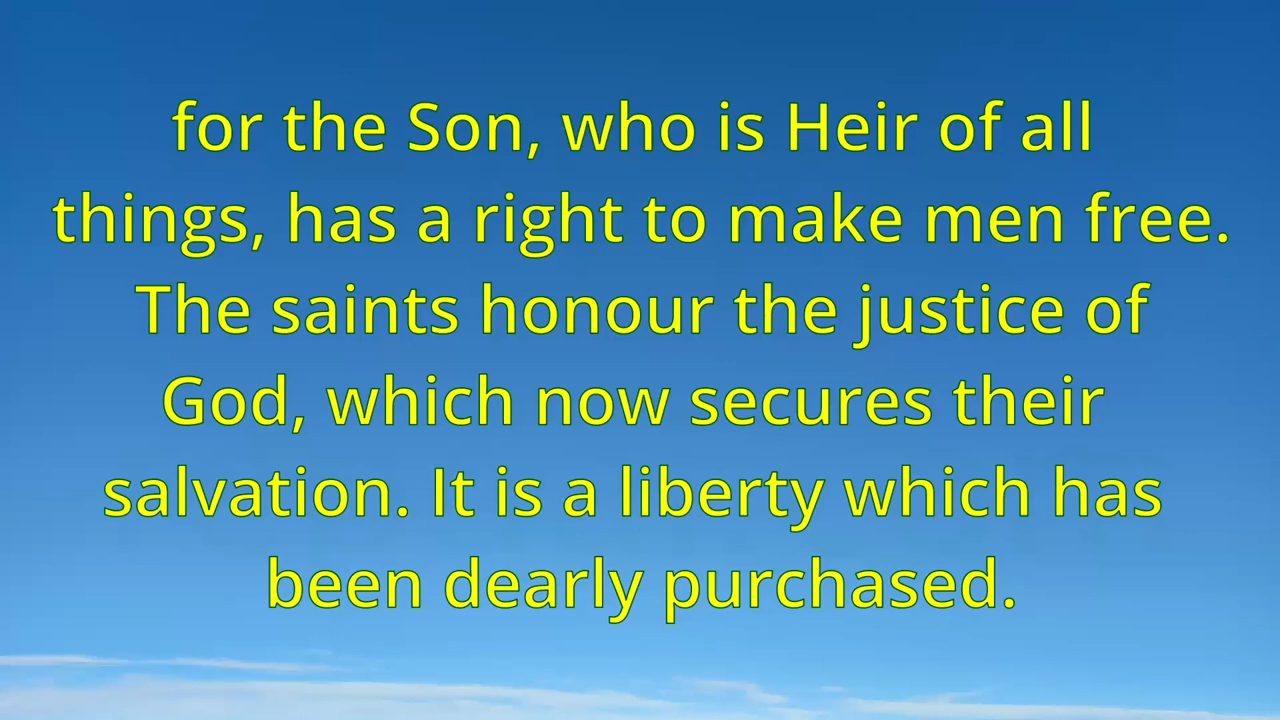 for the Son, who is Heir of all
things, has a right to make men free.
The saints honour the justice of
God, which now secures their
salvation. It is a liberty which has
been dearly purchased.